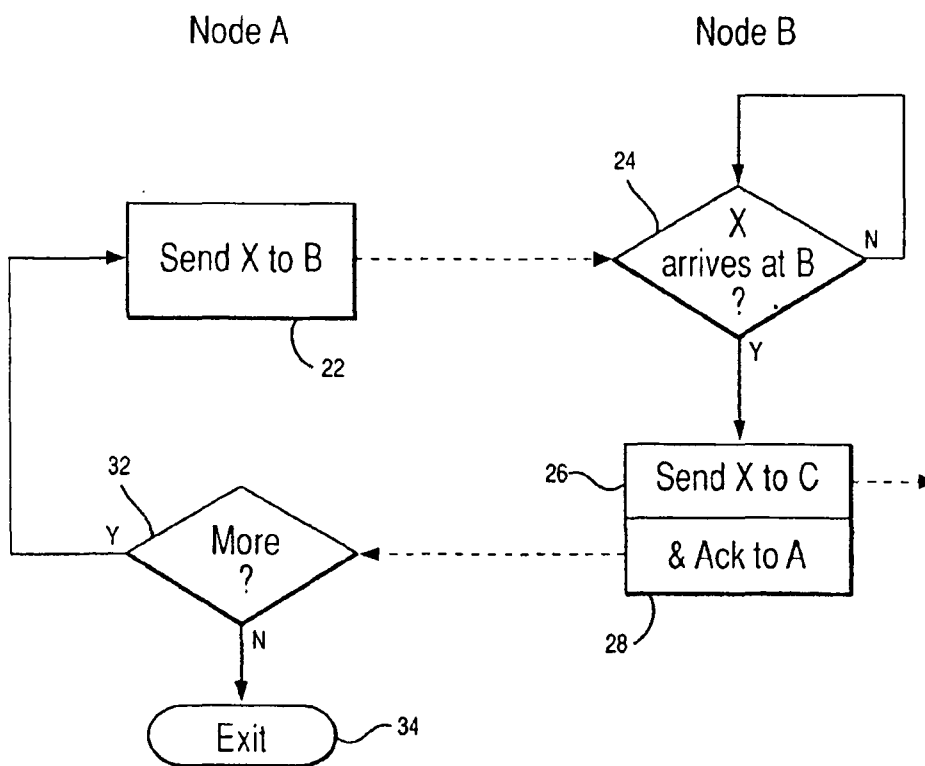 Node A
Node B
24
X
arrives at B
?
N
Send X to B
22
Y
26
Send X to C
& Ack to A
28
32
Y
More
?
N
Exit
34